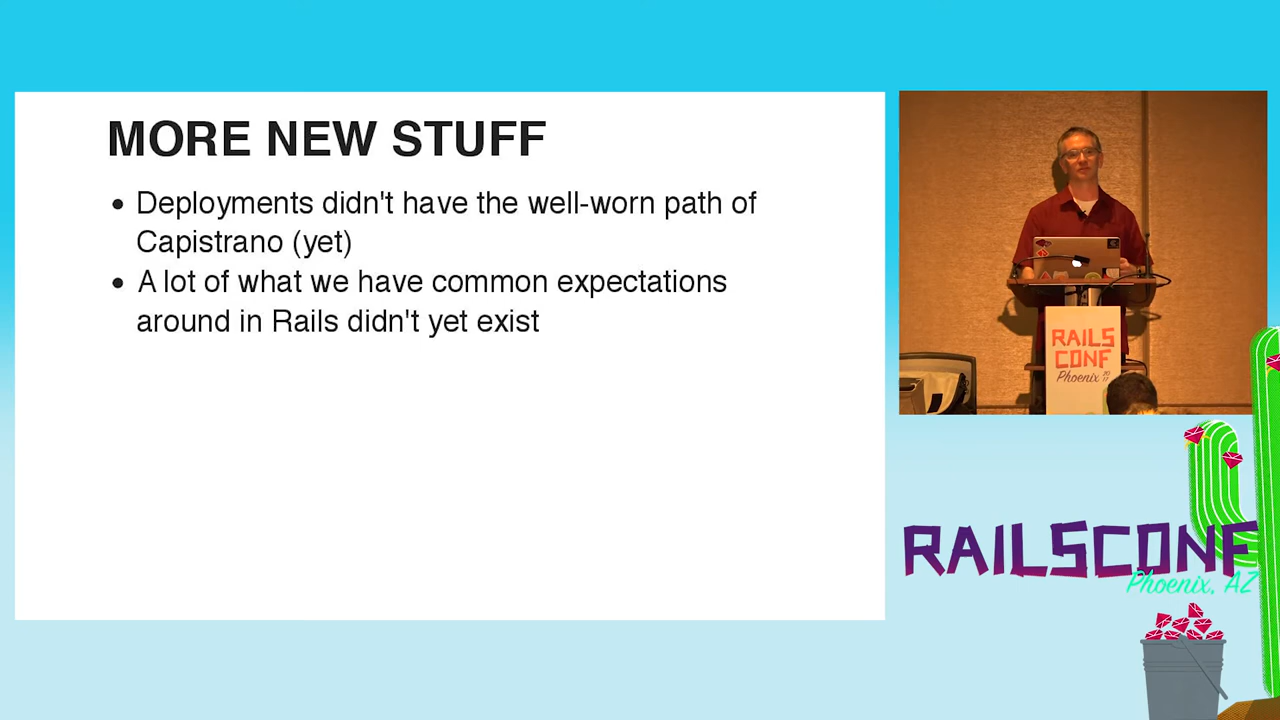 MORE NEW STUFF
• Deployments didn't have the well-worn path of
Capistrano (yet)
• A lot of what we have common expectations
around in Rails didn't yet exist
RAILS
CONF
Phoenix 2017
RAILSCONF
Phoenix, AZ